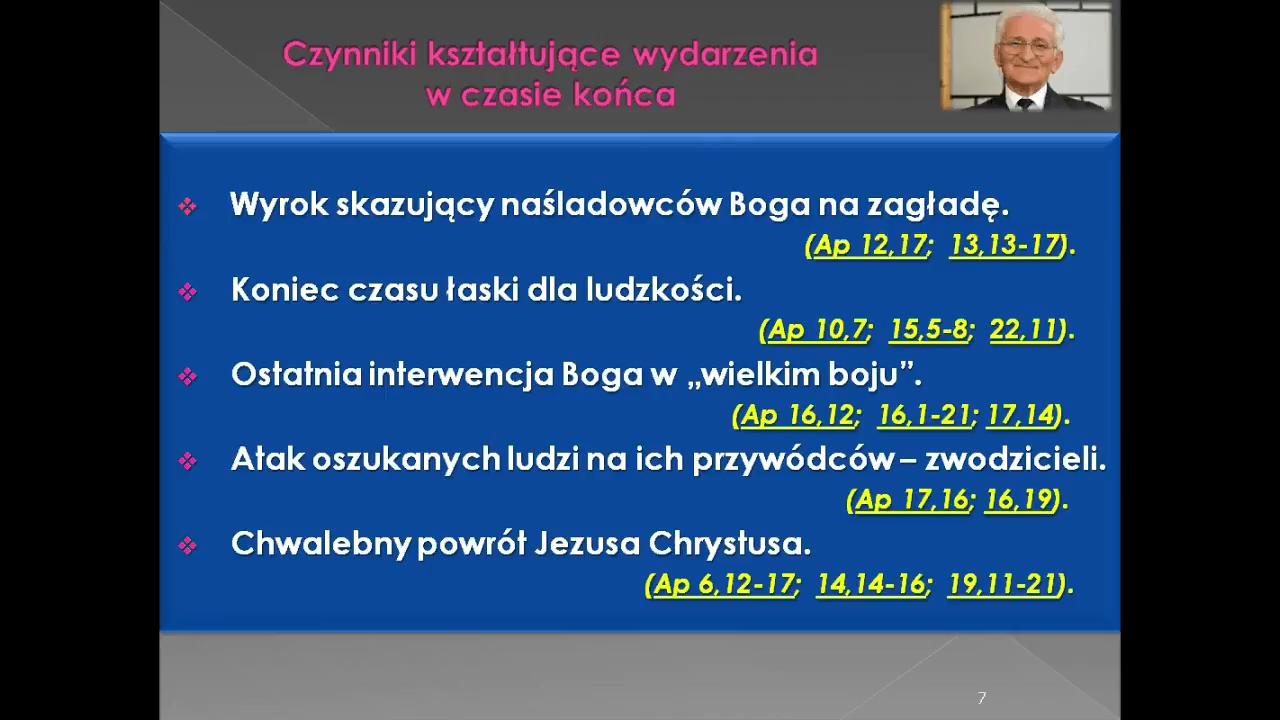 Czynniki kształtujące wydarzenia
w czasie końca
Wyrok skazujący naśladowców Boga na zagładę.
(Ap 12,17; 13,13-17).
Koniec czasu łaski dla ludzkości.
(Ap 10,7; 15,5-8; 22,11).
Ostatnia interwencja Boga w „wielkim boju”.
(Ap 16,12; 16,1-21; 17,14).
Atak oszukanych ludzi na ich przywódców – zwodzicieli.
(Ap 17,16; 16,19).
Chwalebny powrót Jezusa Chrystusa.
(Ap 6,12-17; 14,14-16; 19,11-21).
7